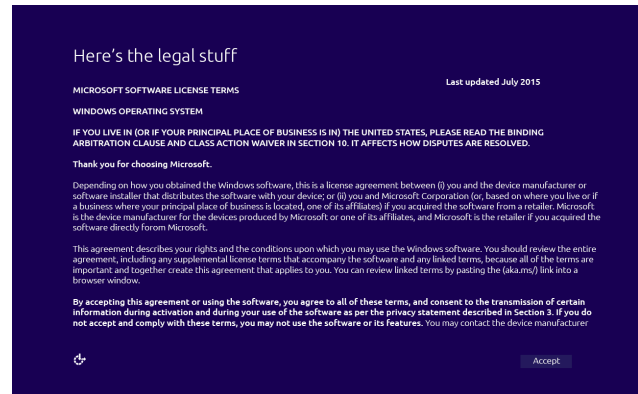 Here's the legal stuff
Last updated July 2015
MICROSOFT SOFTWARE LICENSE TERMS
WINDOWS OPERATING SYSTEM
IF YOU LIVE IN (OR IF YOUR PRINCIPAL PLACE OF BUSINESS IS IN) THE UNITED STATES, PLEASE READ THE BINDING
ARBITRATION CLAUSE AND CLASS ACTION WAIVER IN SECTION 10. IT AFFECTS HOW DISPUTES ARE RESOLVED.
Thank you for choosing Microsoft.
Depending on how you obtained the Windows software, this is a license agreement between (i) you and the device manufacturer or
software installer that distributes the software with your device; or (ii) you and Microsoft Corporation (or, based on where you live or if
a business where your principal place of business is located, one of its affiliates) if you acquired the software from a retailer. Microsoft
is the device manufacturer for the devices produced by Microsoft or one of its affiliates, and Microsoft is the retailer if you acquired the
software directly forom Microsoft.
This agreement describes your rights and the conditions upon which you may use the Windows software. You should review the entire
agreement, including any supplemental license terms that accompany the software and any linked terms, because all of the terms are
important and together create this agreement that applies to you. You can review linked terms by pasting the (aka.ms/) link into a
browser window.
By accepting this agreement or using the software, you agree to all of these terms, and consent to the transmission of certain
information during activation and during your use of the software as per the privacy statement described in Section 3. If you do
not accept and comply with these terms, you may not use the software or its features. You may contact the device manufacturer
Accept